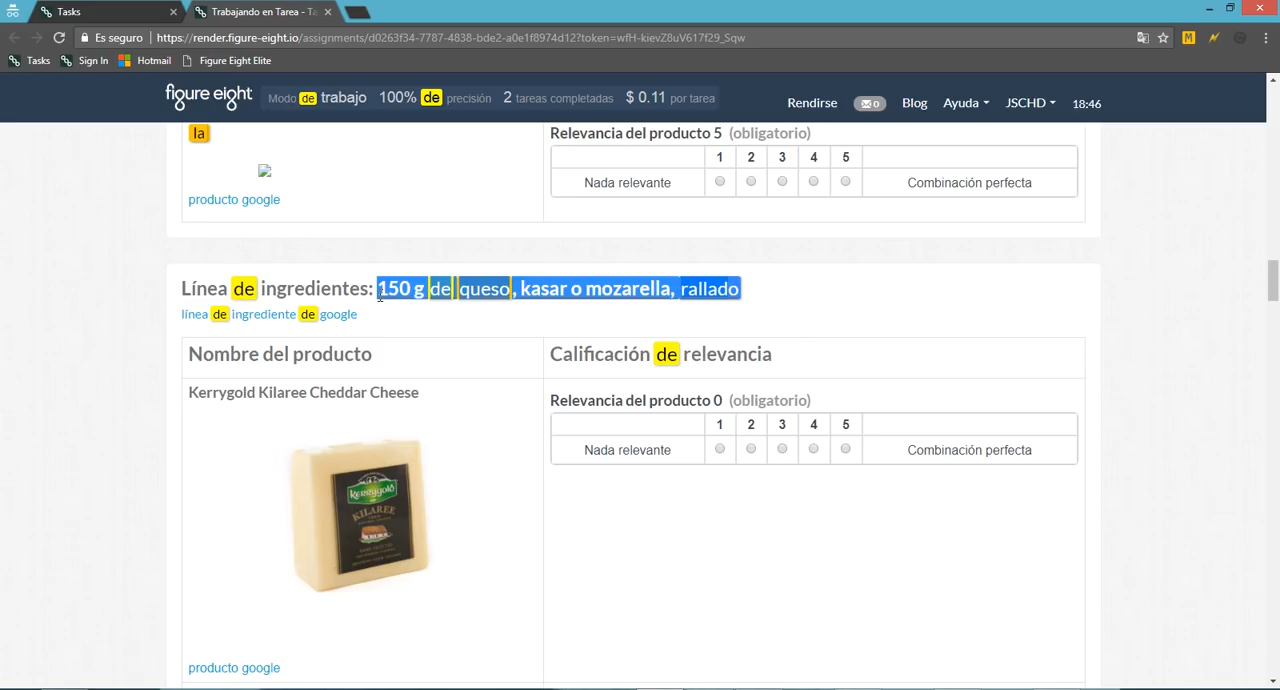 Tasks
Trabajando en Tarea - Ta
Es seguro
https://render.figure-eight.io/assignments/d0263f34-7787-4838-bde2-a0e1f8974d12?token=wfH-kievZ8uV617f29_Sqw
Tasks Sign In Hotmail Figure Eight Elite
figure eight Modo de trabajo 100% de precisión 2 tareas completadas $ 0.11 por tarea Rendirse 0 Blog Ayuda JSCHD 18:46
la
Relevancia del producto 5 (obligatorio)
1 2 3 4 5
Nada relevante Combinación perfecta
producto google
Línea de ingredientes: 150 g de queso, kasar o mozarella, rallado
línea de ingrediente de google
Nombre del producto Calificación de relevancia
Kerrygold Kilaree Cheddar Cheese
Relevancia del producto 0 (obligatorio)
1 2 3 4 5
Nada relevante Combinación perfecta
KERRYGOLD
KILAREE
producto google